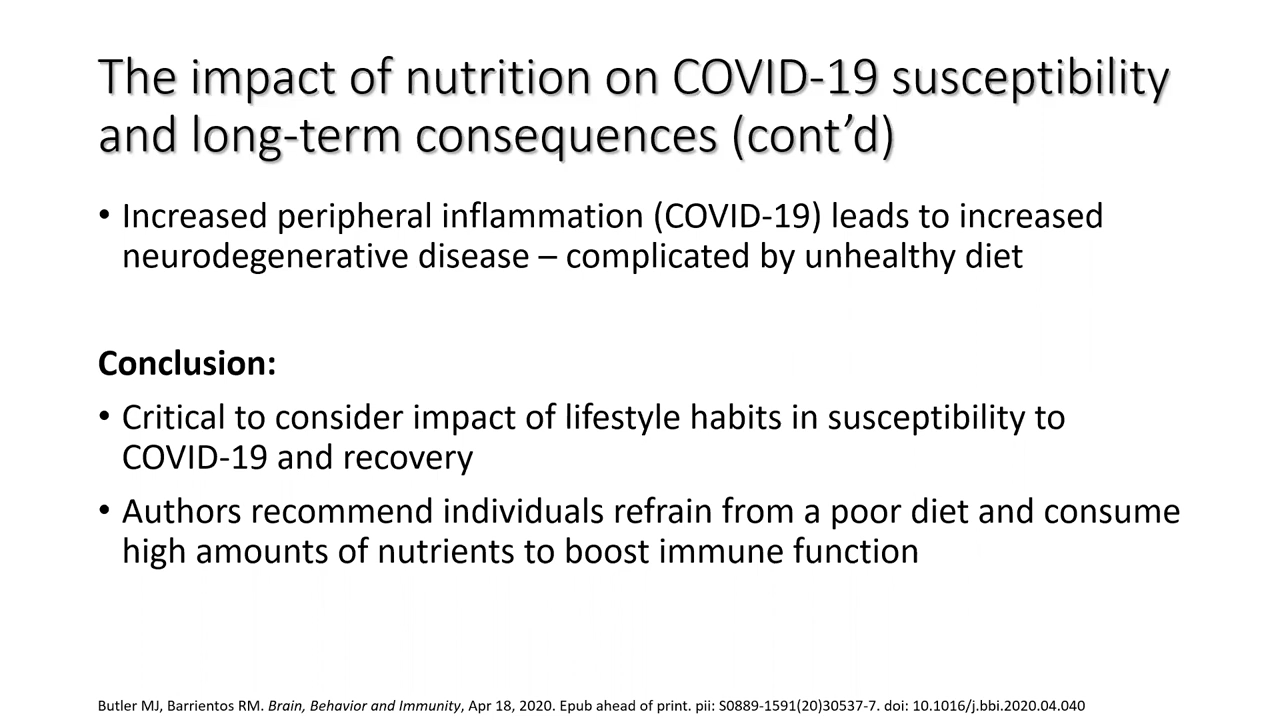 The impact of nutrition on COVID-19 susceptibility
and long-term consequences (cont’d)
• Increased peripheral inflammation (COVID-19) leads to increased
neurodegenerative disease – complicated by unhealthy diet
Conclusion:
• Critical to consider impact of lifestyle habits in susceptibility to
COVID-19 and recovery
• Authors recommend individuals refrain from a poor diet and consume
high amounts of nutrients to boost immune function
Butler MJ, Barrientos RM. Brain, Behavior and Immunity, Apr 18, 2020. Epub ahead of print. pii: S0889-1591(20)30537-7. doi: 10.1016/j.bbi.2020.04.040